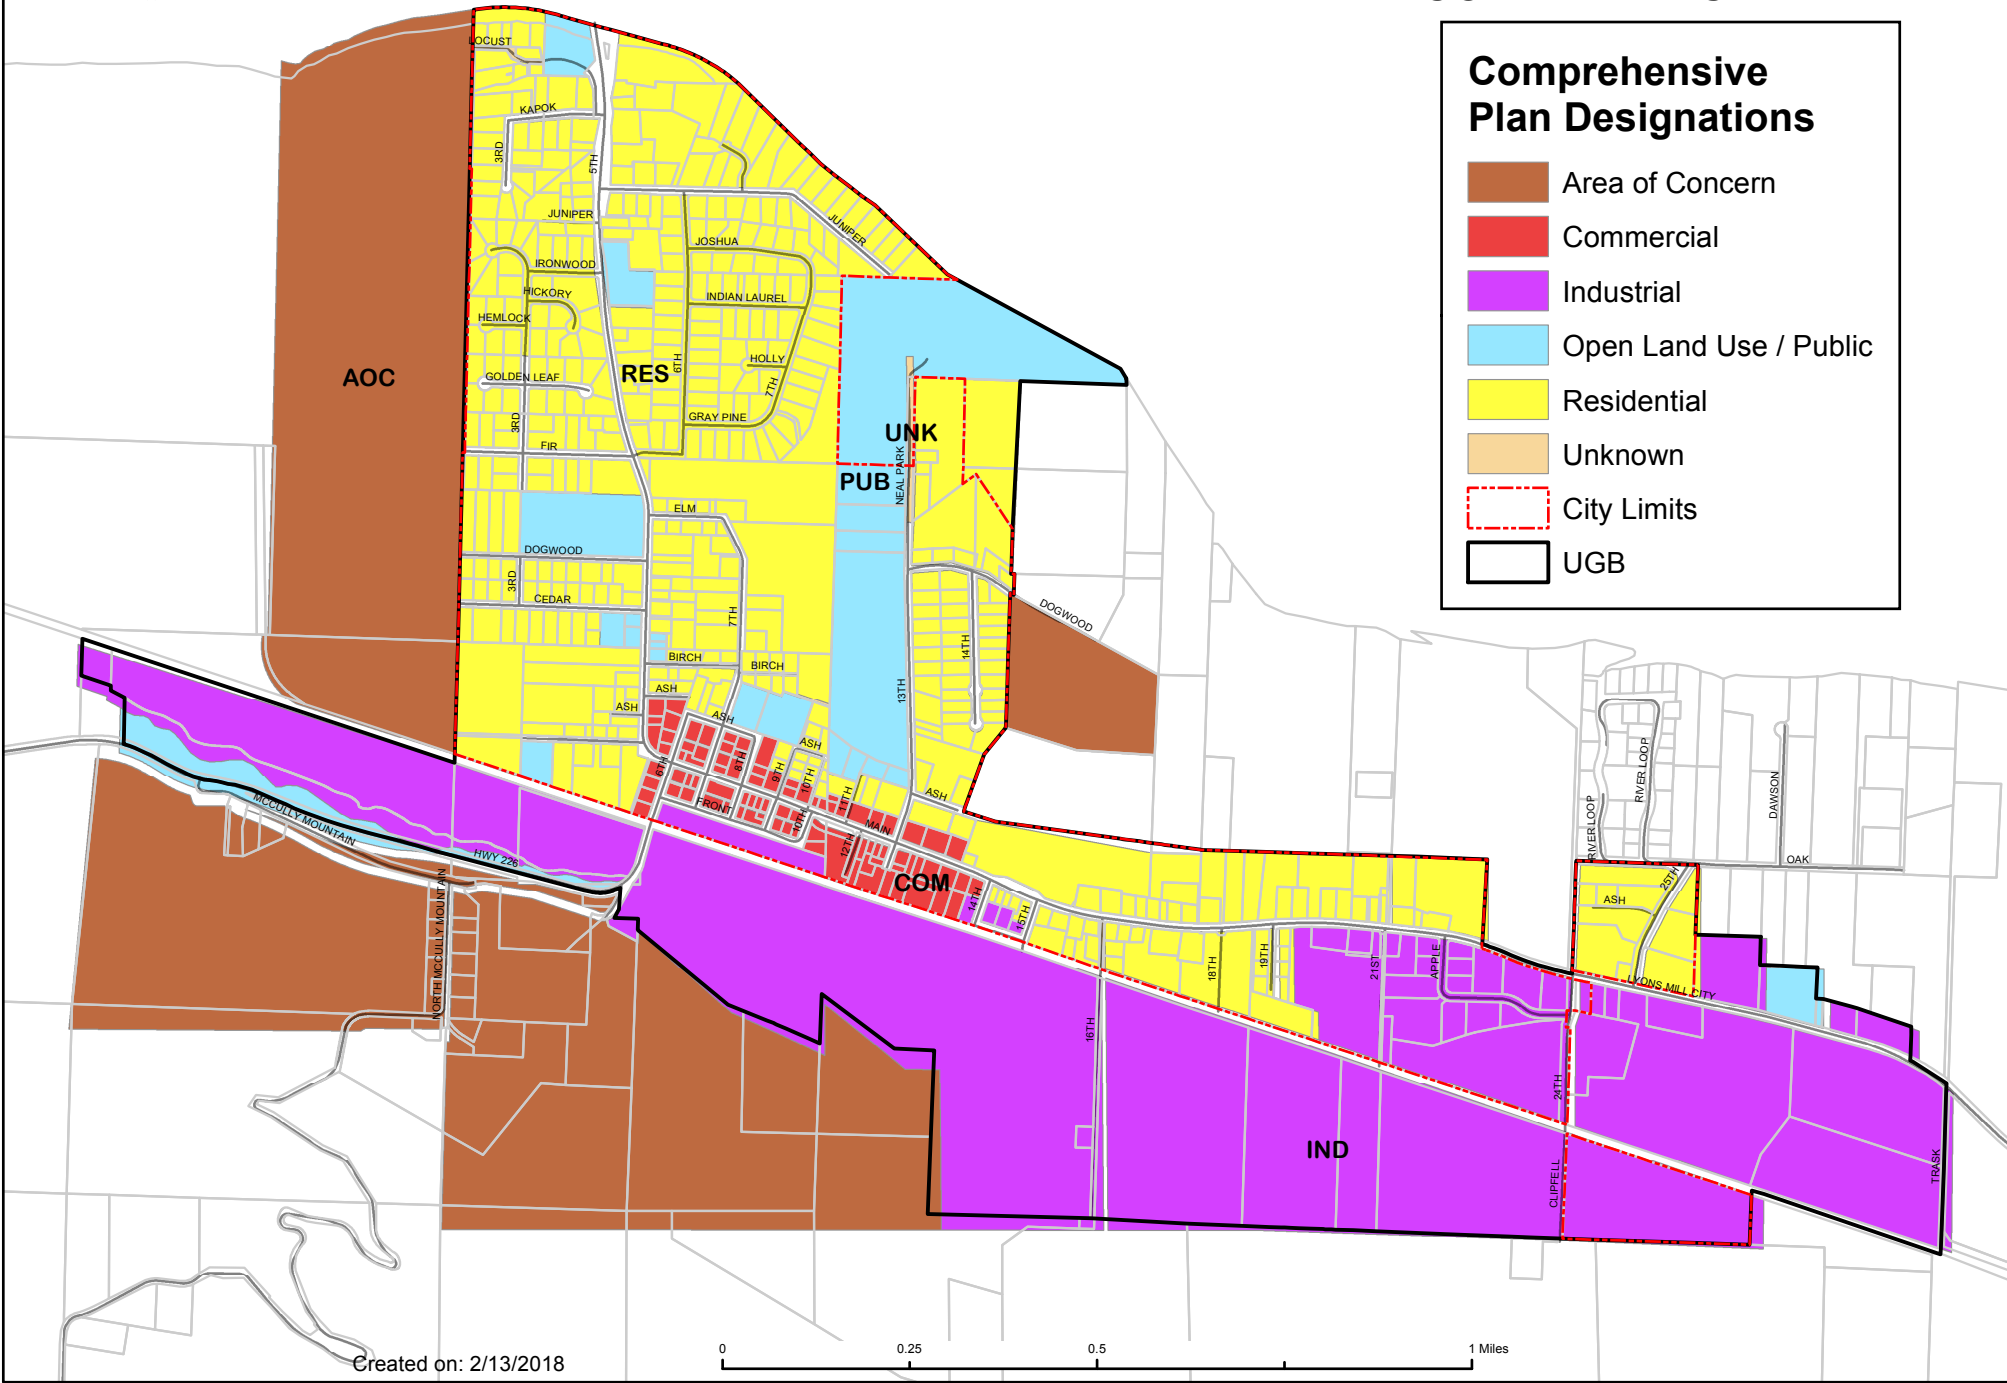 Comprehensive
Plan Designations
Area of Concern
Commercial
Industrial
Open Land Use / Public
Residential
Unknown
City Limits
UGB
LOCUST
KAPOK
3RD
5TH
JUNIPER
JUNIPER
JOSHUA
IRONWOOD
HICKORY
INDIAN LAUREL
HEMLOCK
HOLLY
6TH
7TH
RES
AOC
GOLDEN LEAF
3RD
GRAY PINE
FIR
UNK
PUB
NEAL PARK
ELM
DOGWOOD
3RD
CEDAR
7TH
DOGWOOD
14TH
BIRCH
BIRCH
13TH
ASH
ASH
ASH
ASH
6TH
8TH
9TH
10TH
11TH
ASH
FRONT
10TH
MAIN
12TH
COM
14TH
15TH
MCCULLY MOUNTAIN
HWY 226
NORTH MCCULLY MOUNTAIN
RIVER LOOP
RIVER LOOP
DAWSON
OAK
25TH
ASH
18TH
19TH
21ST
APPLE
LYONS MILL CITY
16TH
24TH
IND
CLIPFELL
TRASK
Created on: 2/13/2018
0
0.25
0.5
1 Miles